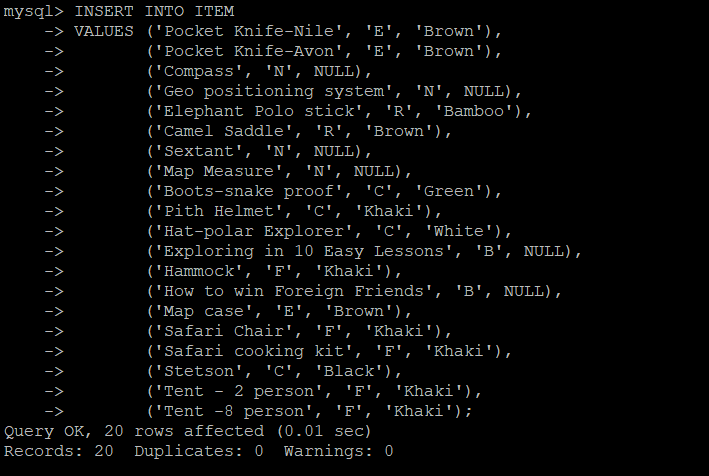 mysql> INSERT INTO ITEM
    -> VALUES ('Pocket Knife-Nile', 'E', 'Brown'),
    ->        ('Pocket Knife-Avon', 'E', 'Brown'),
    ->        ('Compass', 'N', NULL),
    ->        ('Geo positioning system', 'N', NULL),
    ->        ('Elephant Polo stick', 'R', 'Bamboo'),
    ->        ('Camel Saddle', 'R', 'Brown'),
    ->        ('Sextant', 'N', NULL),
    ->        ('Map Measure', 'N', NULL),
    ->        ('Boots-snake proof', 'C', 'Green'),
    ->        ('Pith Helmet', 'C', 'Khaki'),
    ->        ('Hat-polar Explorer', 'C', 'White'),
    ->        ('Exploring in 10 Easy Lessons', 'B', NULL),
    ->        ('Hammock', 'F', 'Khaki'),
    ->        ('How to win Foreign Friends', 'B', NULL),
    ->        ('Map case', 'E', 'Brown'),
    ->        ('Safari Chair', 'F', 'Khaki'),
    ->        ('Safari cooking kit', 'F', 'Khaki'),
    ->        ('Stetson', 'C', 'Black'),
    ->        ('Tent - 2 person', 'F', 'Khaki'),
    ->        ('Tent -8 person', 'F', 'Khaki');
Query OK, 20 rows affected (0.01 sec)
Records: 20  Duplicates: 0  Warnings: 0